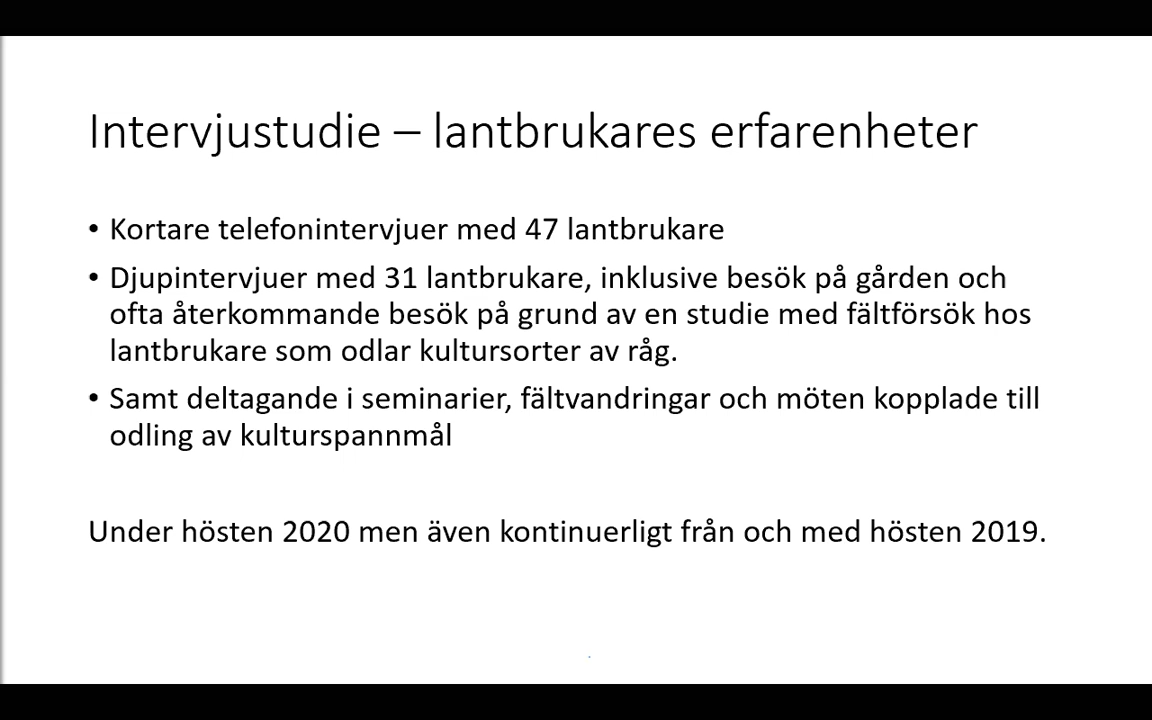 Intervjustudie – lantbrukares erfarenheter
• Kortare telefonintervjuer med 47 lantbrukare
• Djupintervjuer med 31 lantbrukare, inklusive besök på gården och
ofta återkommande besök på grund av en studie med fältförsök hos
lantbrukare som odlar kultursorter av råg.
• Samt deltagande i seminarier, fältvandringar och möten kopplade till
odling av kulturspannmål
Under hösten 2020 men även kontinuerligt från och med hösten 2019.